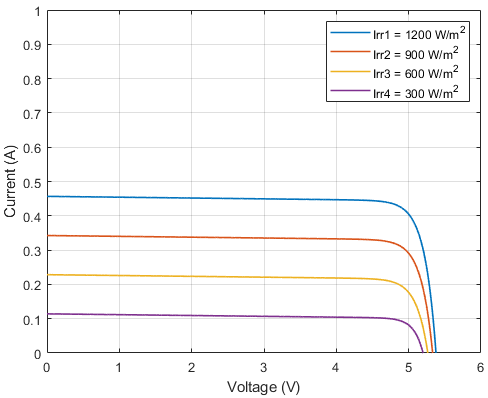 Irr1 = 1200 W/m²
Irr2 = 900 W/m²
Irr3 = 600 W/m²
Irr4 = 300 W/m²
Current (A)
1
0.9
0.8
0.7
0.6
0.5
0.4
0.3
0.2
0.1
0
0 1 2 3 4 5 6
Voltage (V)